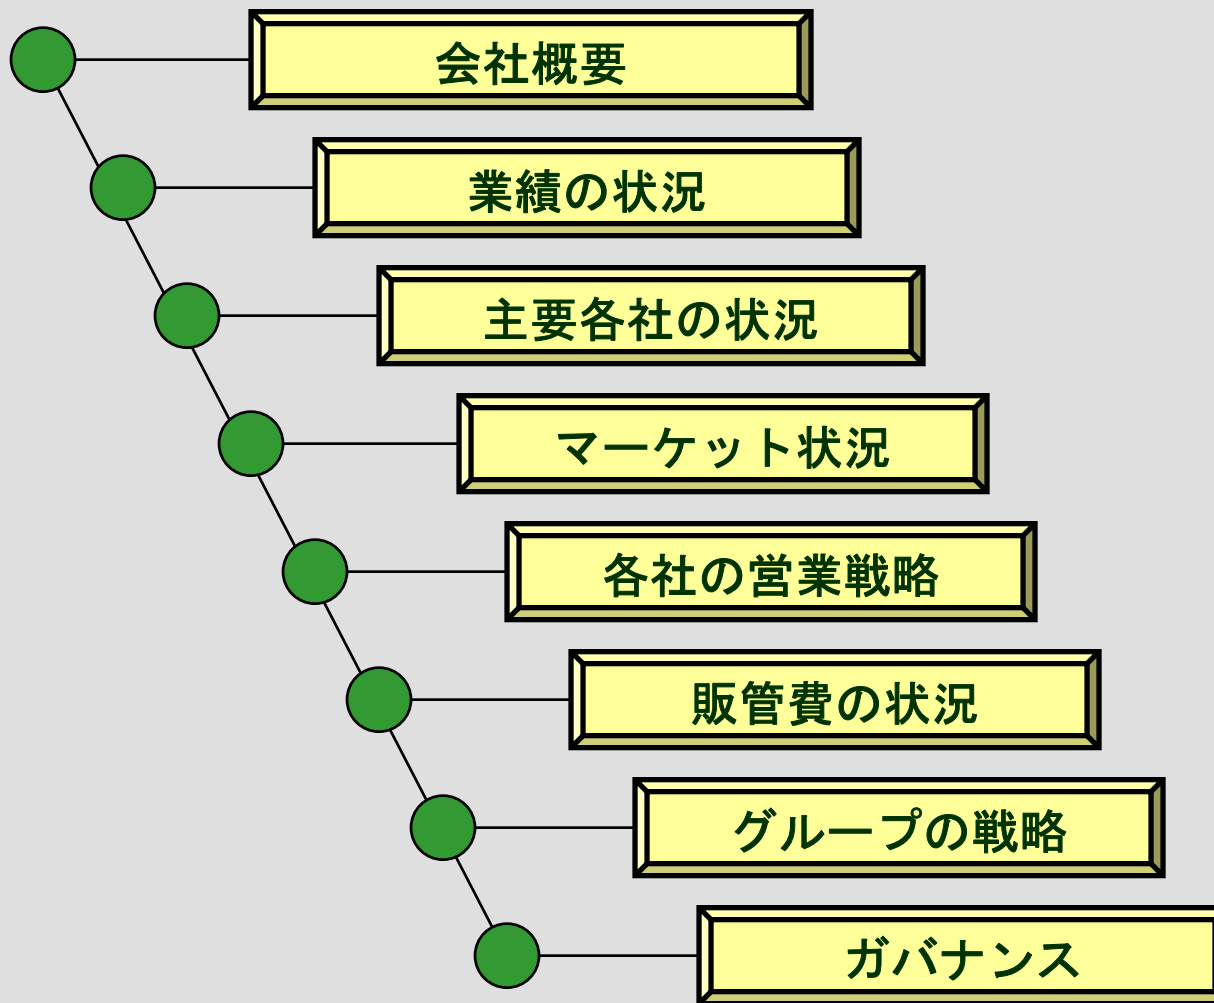 会社概要
業績の状況
主要各社の状況
マーケット状況
各社の営業戦略
販管費の状況
グループの戦略
ガバナンス